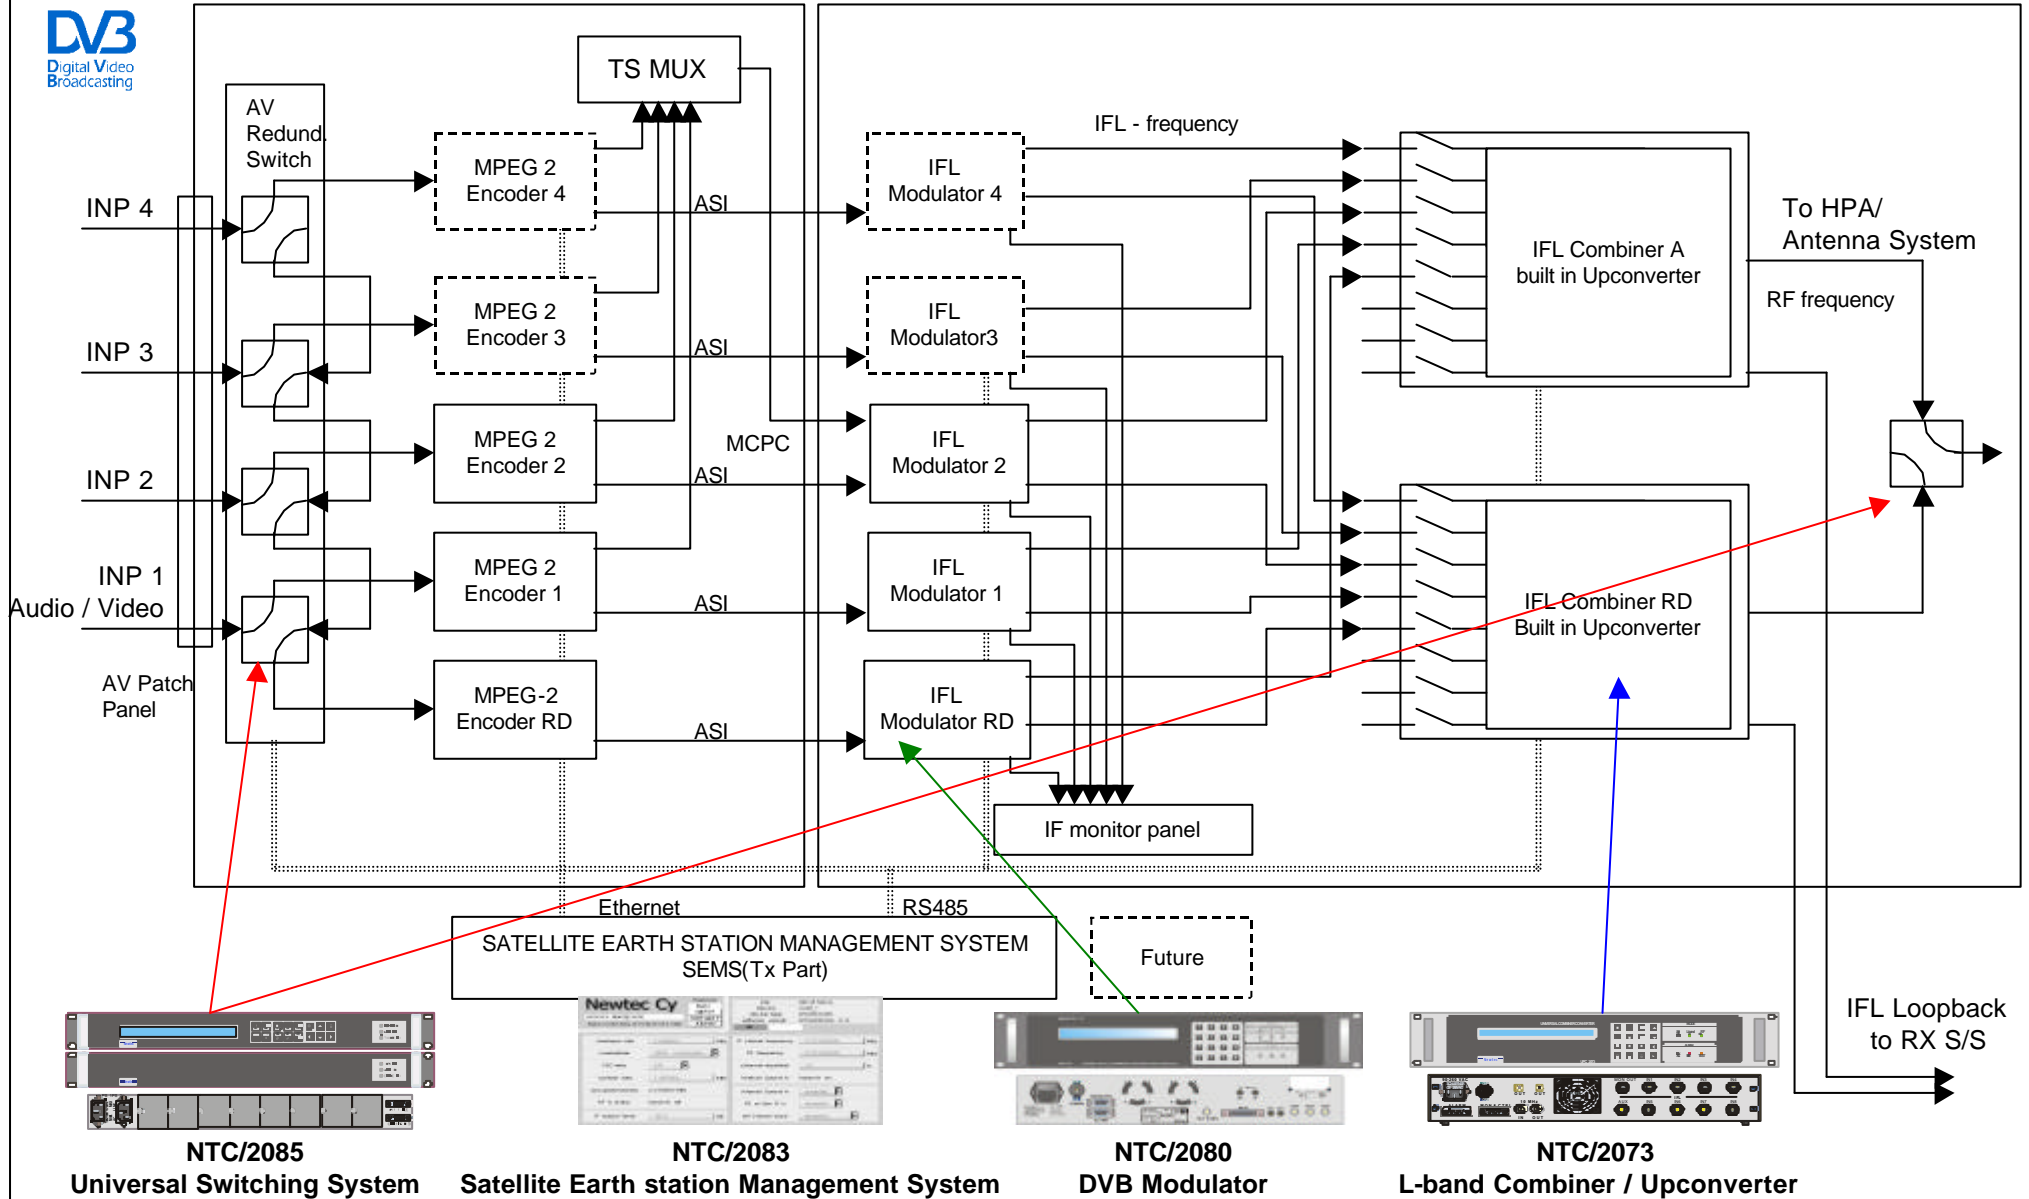 DVB
Digital Video
Broadcasting
TS MUX
AV
Redund.
Switch
MPEG 2
Encoder 4
IFL
Modulator 4
IFL - frequency
INP 4
ASI
To HPA/
Antenna System
IFL Combiner A
built in Upconverter
RF frequency
MPEG 2
Encoder 3
IFL
Modulator3
INP 3
ASI
MPEG 2
Encoder 2
MCPC
IFL
Modulator 2
INP 2
ASI
INP 1
Audio / Video
MPEG 2
Encoder 1
ASI
IFL
Modulator 1
IFL Combiner RD
Built in Upconverter
AV Patch
Panel
MPEG-2
Encoder RD
ASI
IFL
Modulator RD
IF monitor panel
Ethernet
RS485
SATELLITE EARTH STATION MANAGEMENT SYSTEM
SEMS(Tx Part)
Future
Newtec Cy
IFL Loopback
to RX S/S
NTC/2085
Universal Switching System
NTC/2083
Satellite Earth station Management System
NTC/2080
DVB Modulator
NTC/2073
L-band Combiner / Upconverter